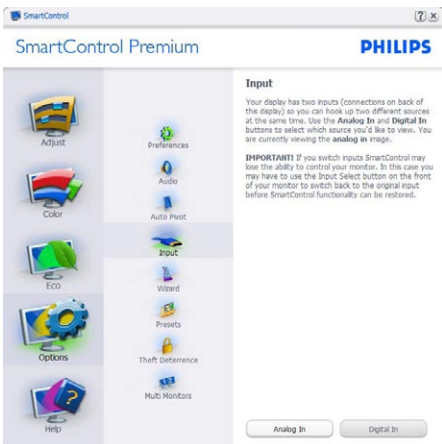 SmartControl
SmartControl Premium
PHILIPS
Adjust
Color
Eco
Options
Help
Preferences
Audio
Auto Pivot
Input
Wizard
Presets
Theft Deterrence
Multi Monitors
Input
Your display has two inputs (connections on back of
this display) so you can hook up two different sources
at the same time. Use the Analog In and Digital In
buttons to select which source you'd like to view. You
are currently viewing the analog in image.
IMPORTANT! If you switch inputs SmartControl may
lose the ability to control your monitor. In this case you
may have to use the Input Select button on the front
of your monitor to switch back to the original input
before SmartControl functionality can be restored.
Analog In
Digital In